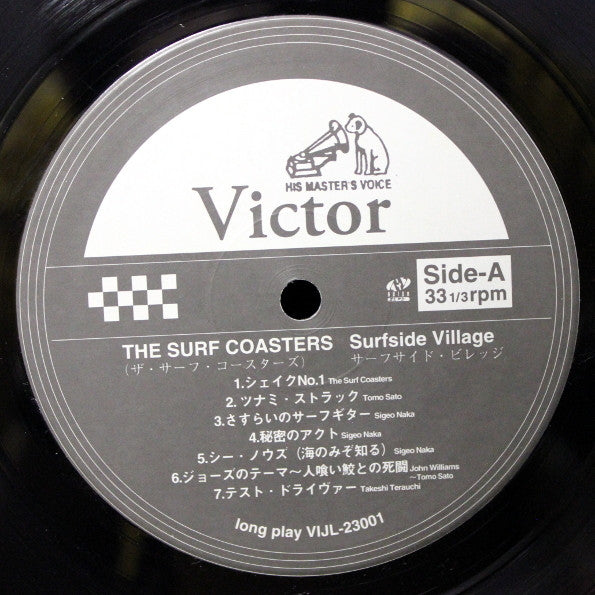 HIS MASTER'S VOICE
Victor
Side-A
33 1/3 rpm
THE SURF COASTERS Surfside Village
(ザ・サーフ・コースターズ) サーフサイド・ビレッジ
1.シェイクNo.1 The Surf Coasters
2.ツナミ・ストラック Tomo Sato
3.さすらいのサーフギター Sigeo Naka
4.秘密のアクト Sigeo Naka
5.シー・ノウズ(海のみぞ知る) Sigeo Naka
6.ジョーズのテーマ〜人喰い鮫との死闘 John Williams
〜Tomo Sato
7.テスト・ドライヴァー Takeshi Terauchi
long play VIJL-23001